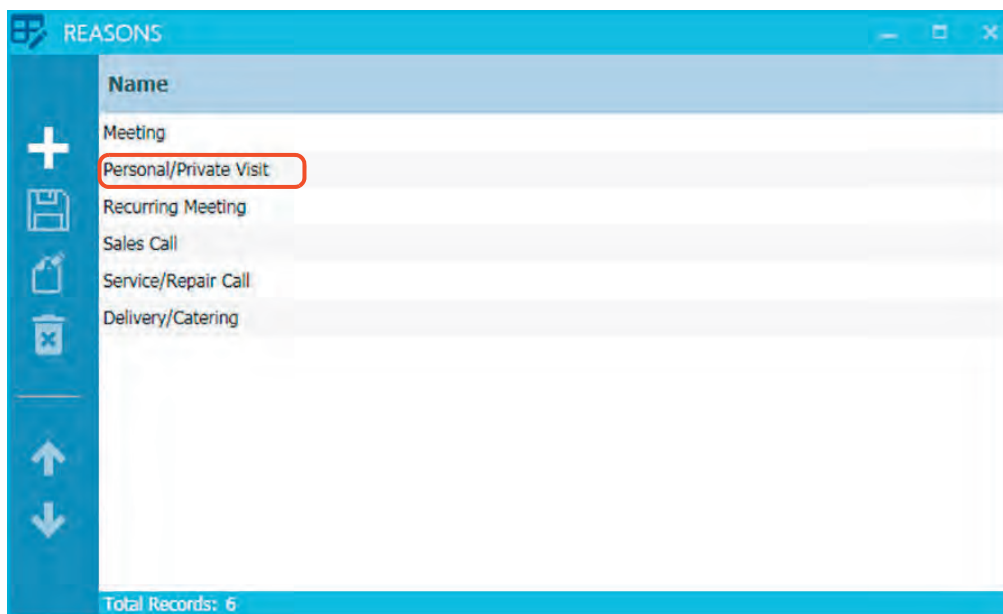 REASONS
Name
Meeting
Personal/Private Visit
Recurring Meeting
Sales Call
Service/Repair Call
Delivery/Catering
Total Records: 6